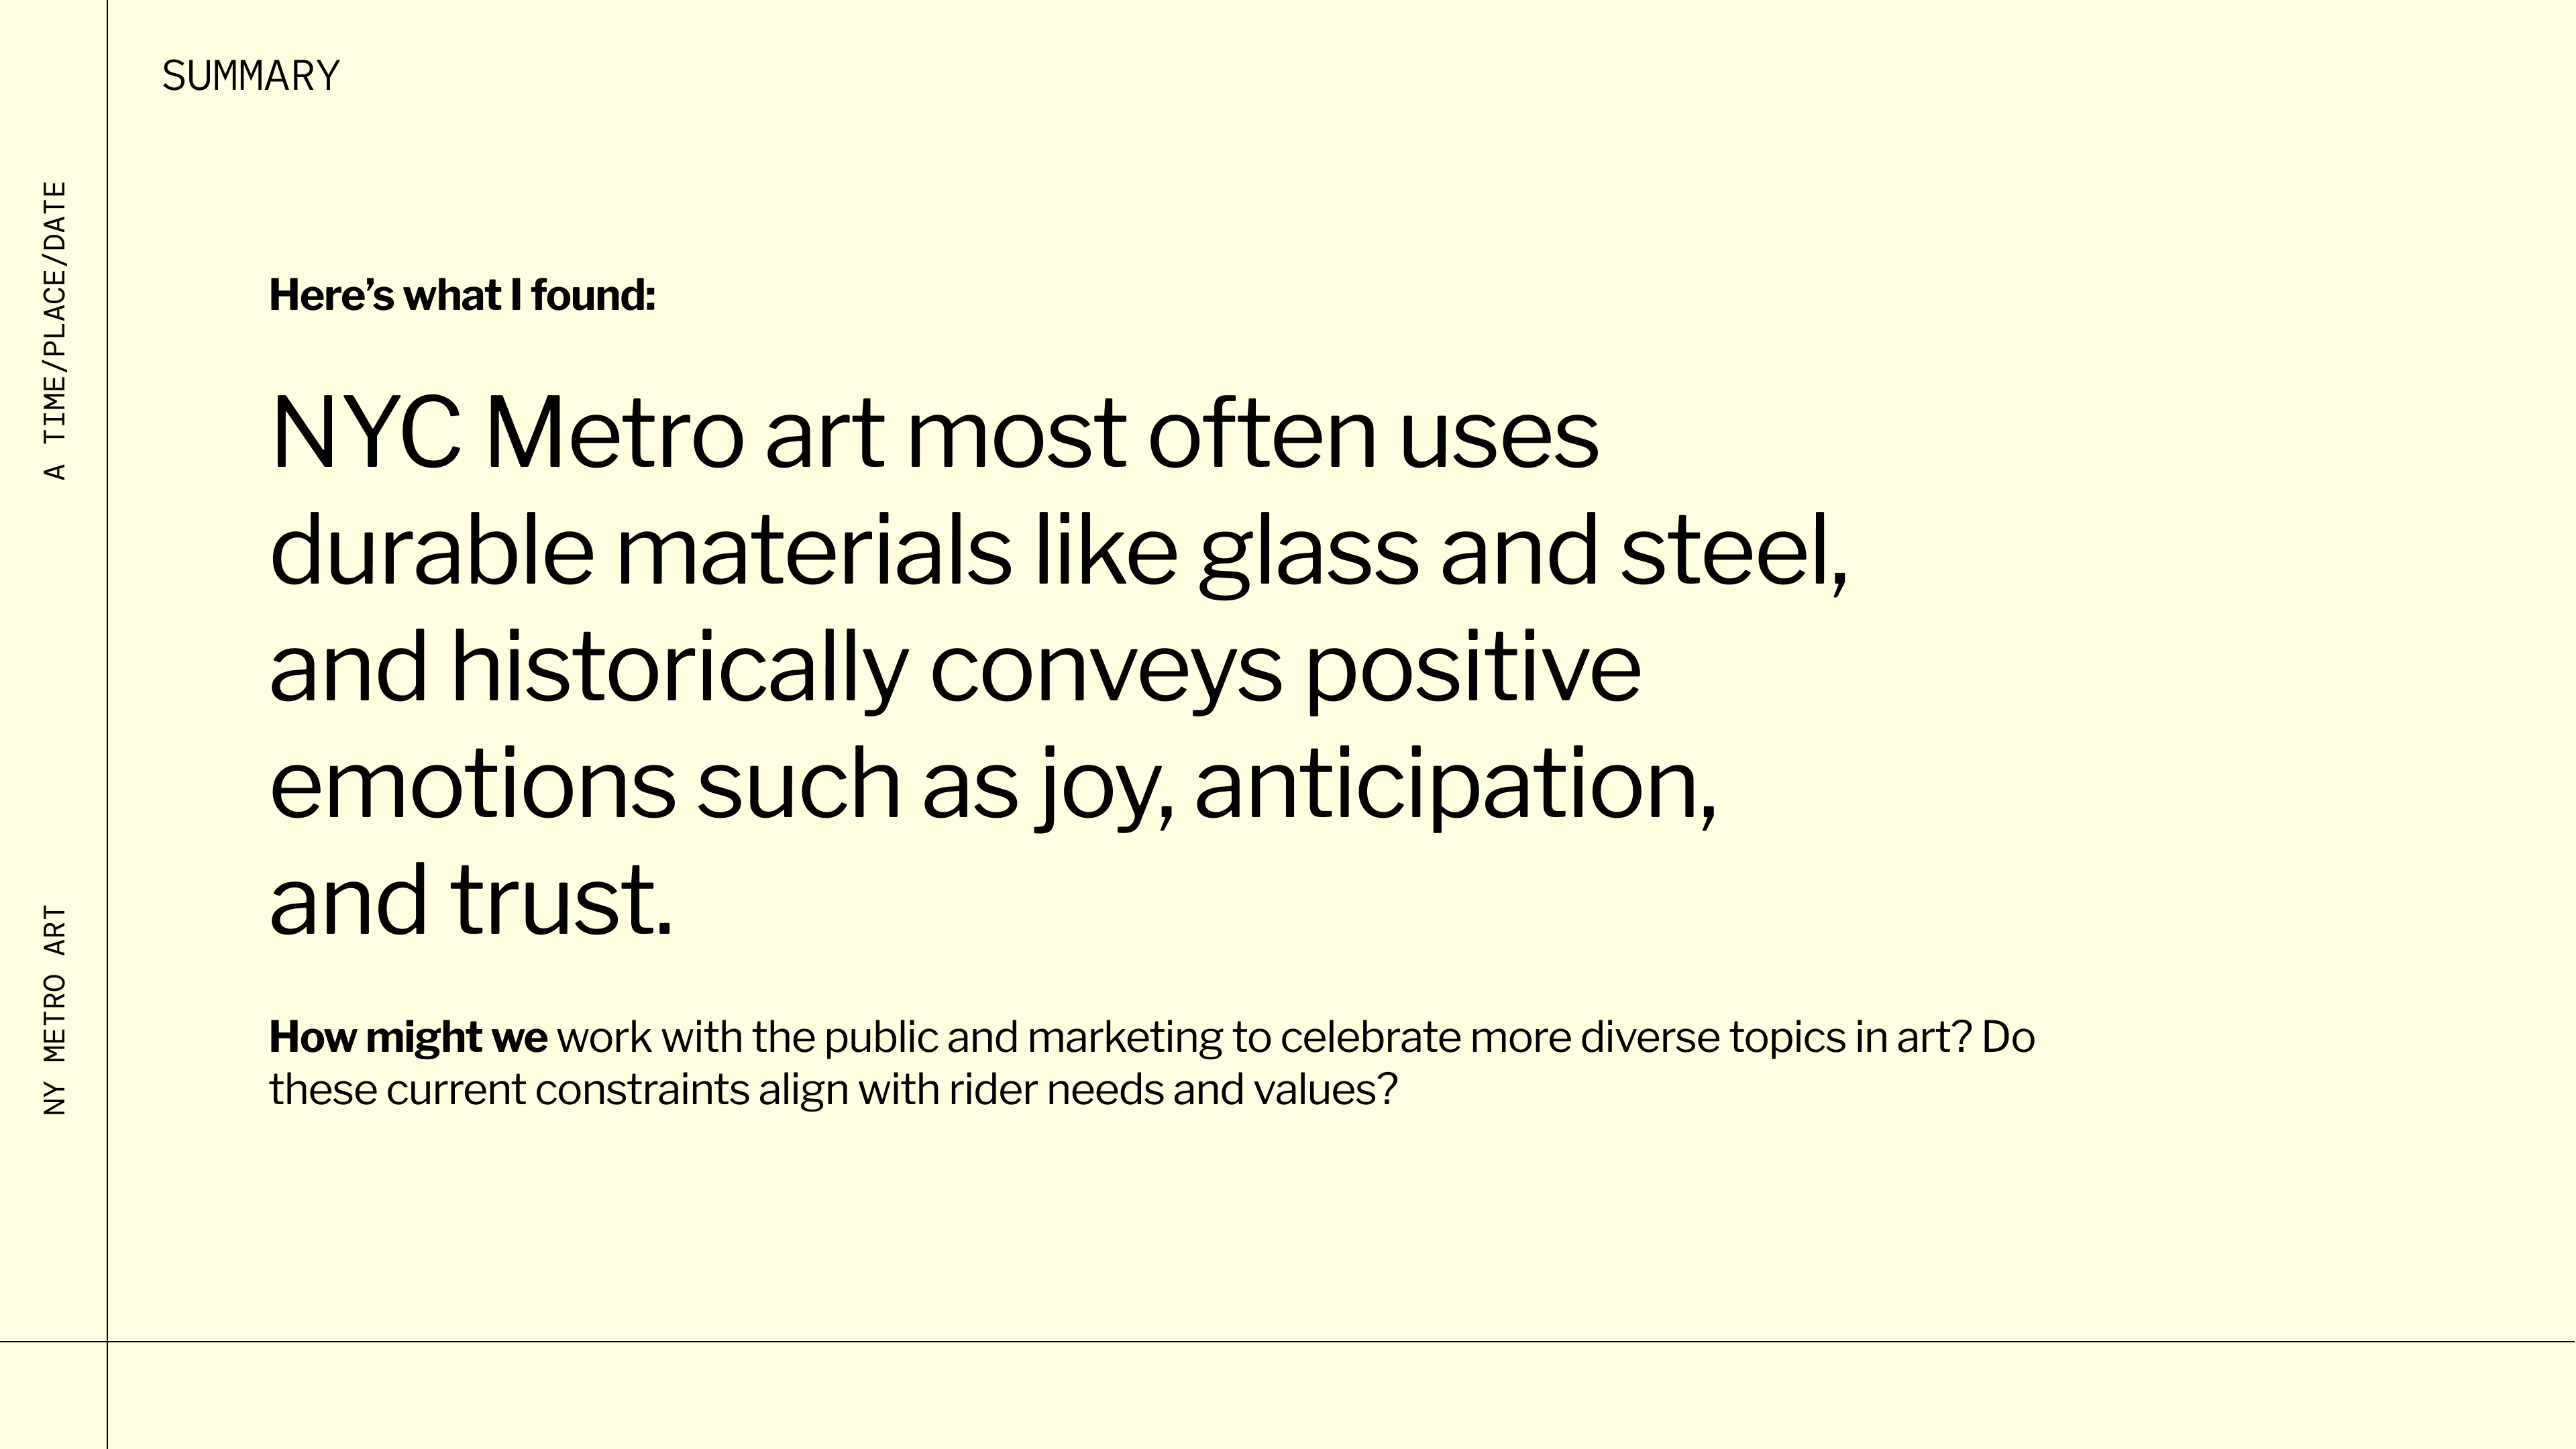 SUMMARY
A TIME/PLACE/DATE
NY METRO ART
Here’s what I found:
NYC Metro art most often uses
durable materials like glass and steel,
and historically conveys positive
emotions such as joy, anticipation,
and trust.
How might we work with the public and marketing to celebrate more diverse topics in art? Do
these current constraints align with rider needs and values?